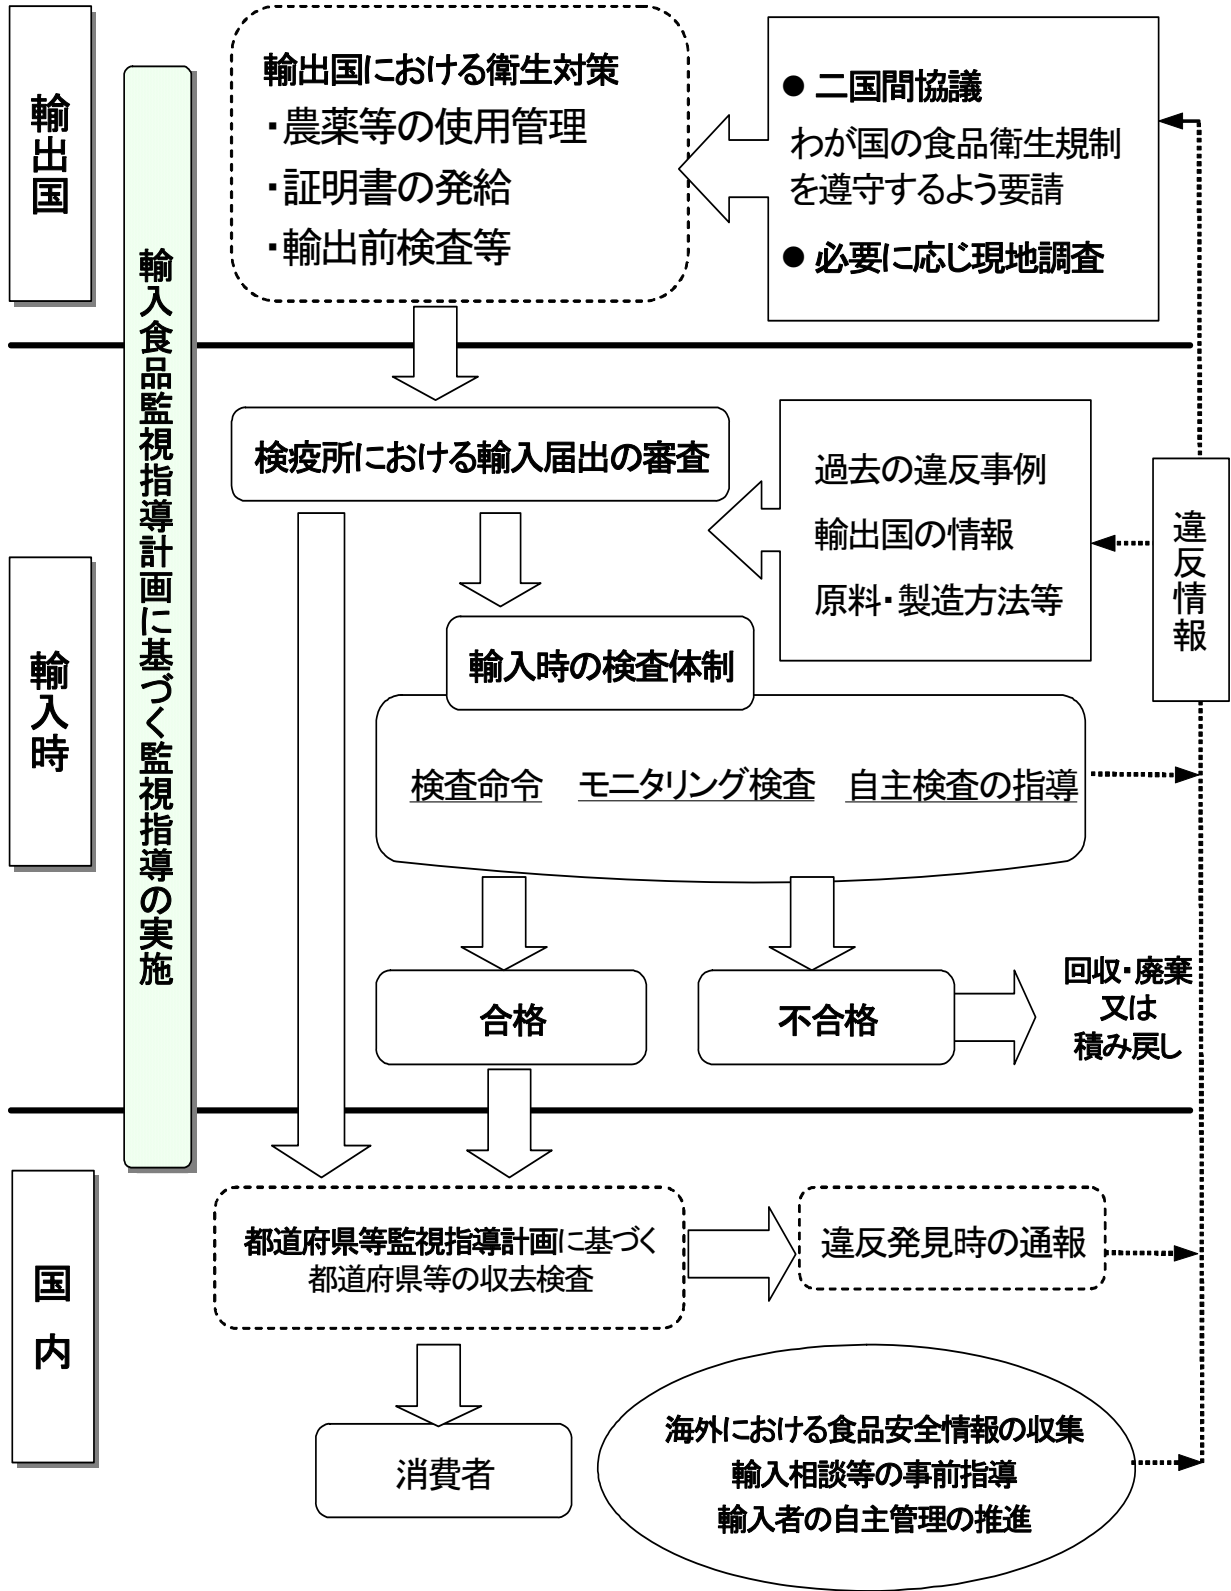 輸出国
輸入食品監視指導計画に基づく監視指導の実施
輸出国における衛生対策
・農薬等の使用管理
・証明書の発給
・輸出前検査等
● 二国間協議
わが国の食品衛生規制
を遵守するよう要請
● 必要に応じ現地調査
輸入時
検疫所における輸入届出の審査
過去の違反事例
輸出国の情報
原料・製造方法等
違反情報
輸入時の検査体制
検査命令 モニタリング検査 自主検査の指導
合格
不合格
回収・廃棄
又は
積み戻し
国内
都道府県等監視指導計画に基づく
都道府県等の収去検査
違反発見時の通報
消費者
海外における食品安全情報の収集
輸入相談等の事前指導
輸入者の自主管理の推進